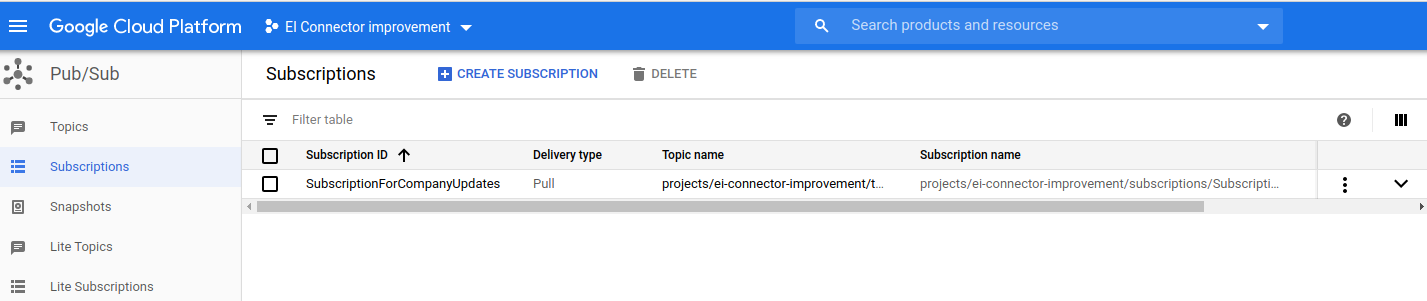 Google Cloud Platform EI Connector improvement Search products and resources
Pub/Sub Subscriptions CREATE SUBSCRIPTION DELETE
Topics Filter table
Subscription ID Delivery type Topic name Subscription name
Subscriptions SubscriptionForCompanyUpdates Pull projects/ei-connector-improvement/t... projects/ei-connector-improvement/subscriptions/Subscripti...
Snapshots
Lite Topics
Lite Subscriptions